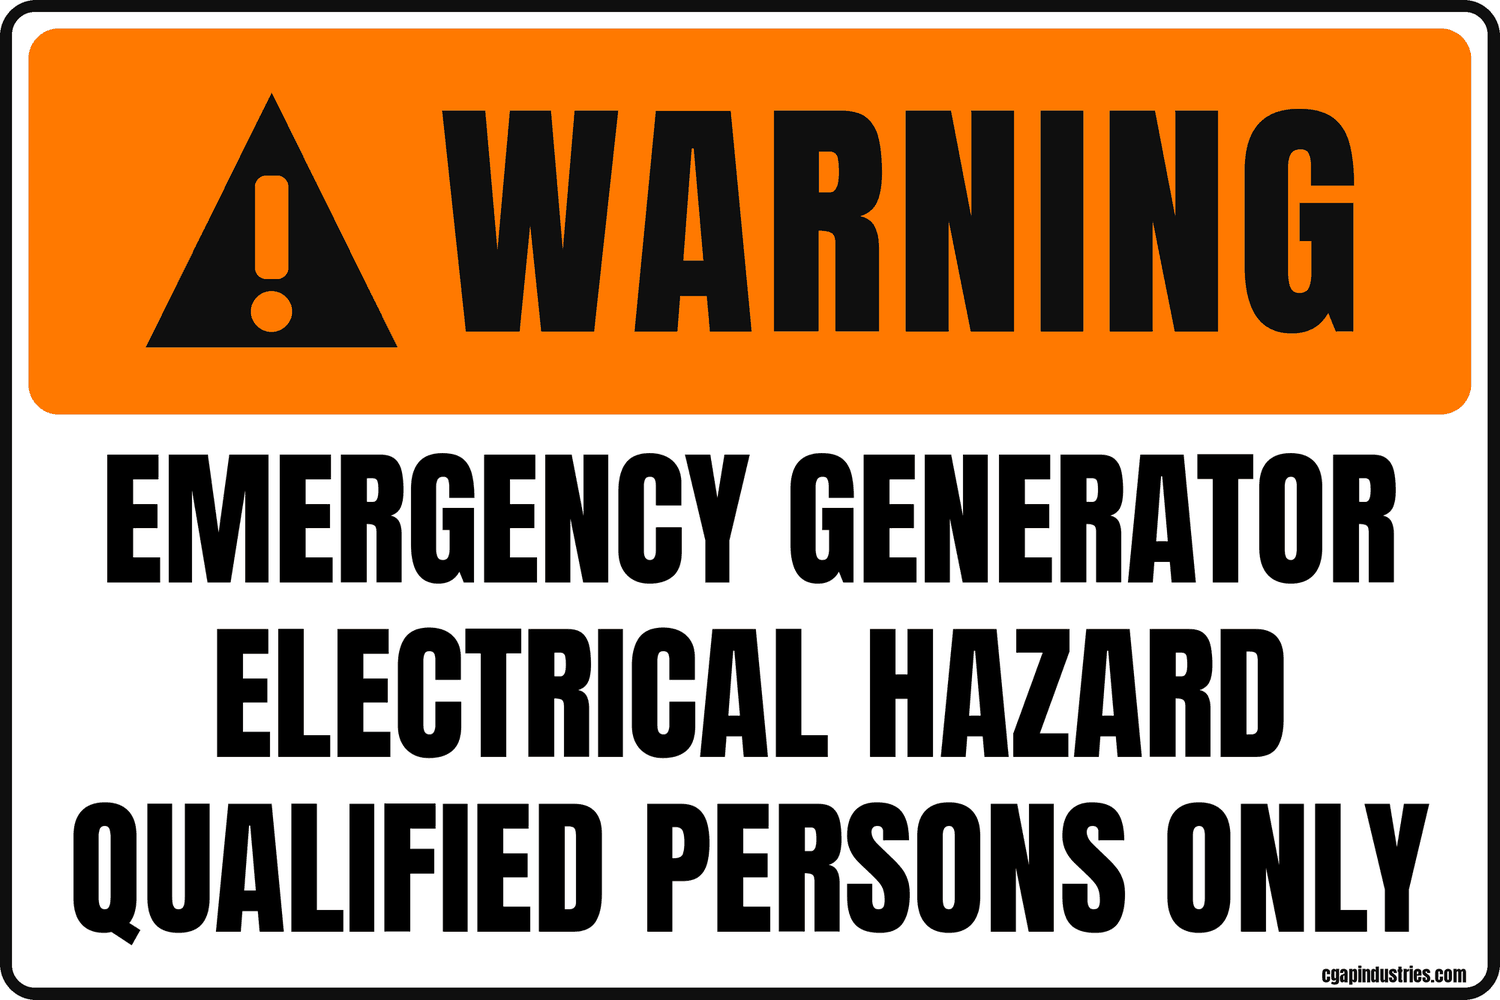 WARNING
EMERGENCY GENERATOR
ELECTRICAL HAZARD
QUALIFIED PERSONS ONLY
cgapindustries.com